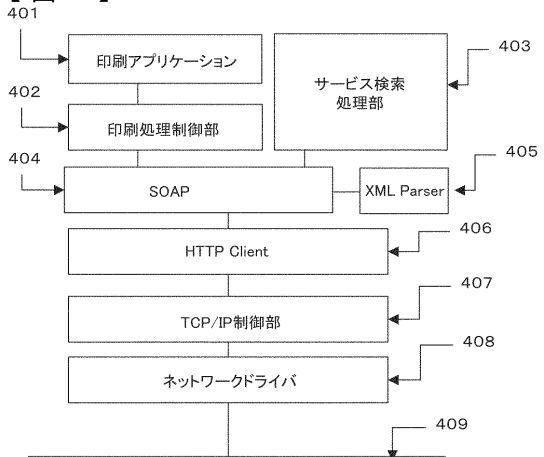 401
印刷アプリケーション
サービス検索
処理部
403
402
印刷処理制御部
404
SOAP
XML Parser
405
HTTP Client
406
TCP/IP制御部
407
ネットワークドライバ
408
409